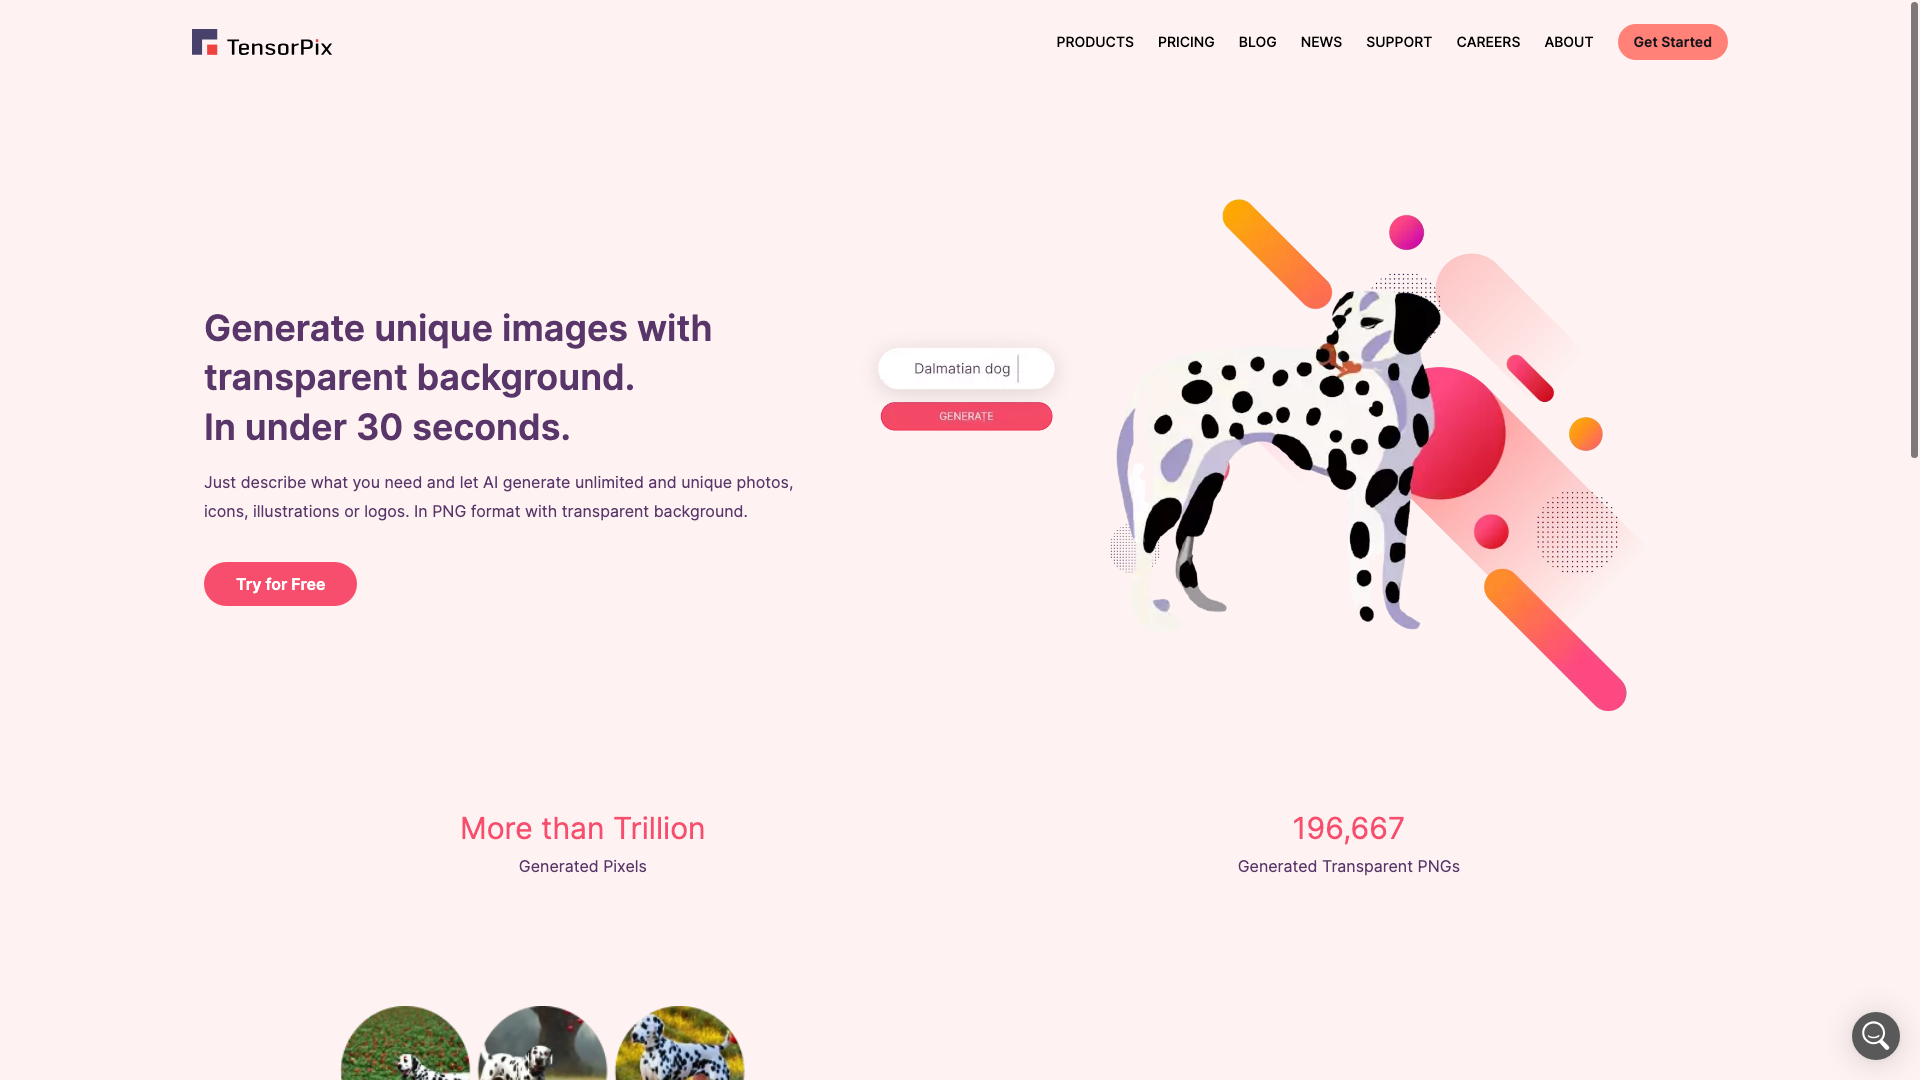 TensorPix
PRODUCTS
PRICING
BLOG
NEWS
SUPPORT
CAREERS
ABOUT
Get Started
Generate unique images with
transparent background.
In under 30 seconds.
Just describe what you need and let AI generate unlimited and unique photos,
icons, illustrations or logos. In PNG format with transparent background.
Try for Free
Dalmatian dog
GENERATE
More than Trillion
Generated Pixels
196,667
Generated Transparent PNGs